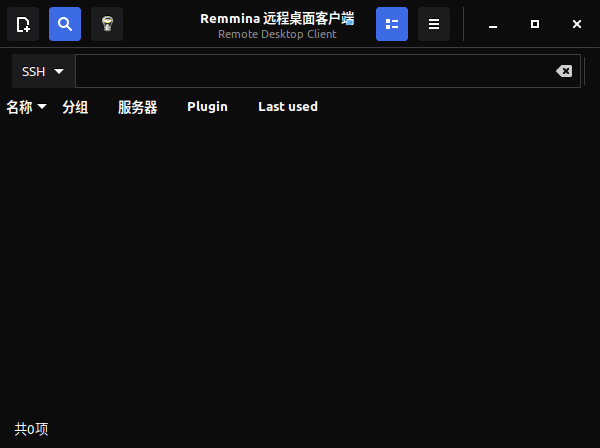 Remmina 远程桌面客户端
Remote Desktop Client
SSH
名称 分组 服务器 Plugin Last used
共0项